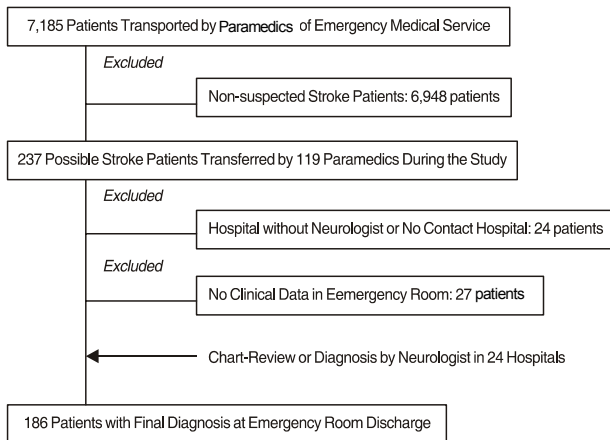 7,185 Patients Transported by Paramedics of Emergency Medical Service
Excluded
Non-suspected Stroke Patients: 6,948 patients
237 Possible Stroke Patients Transferred by 119 Paramedics During the Study
Excluded
Hospital without Neurologist or No Contact Hospital: 24 patients
Excluded
No Clinical Data in Eemergency Room: 27 patients
Chart-Review or Diagnosis by Neurologist in 24 Hospitals
186 Patients with Final Diagnosis at Emergency Room Discharge